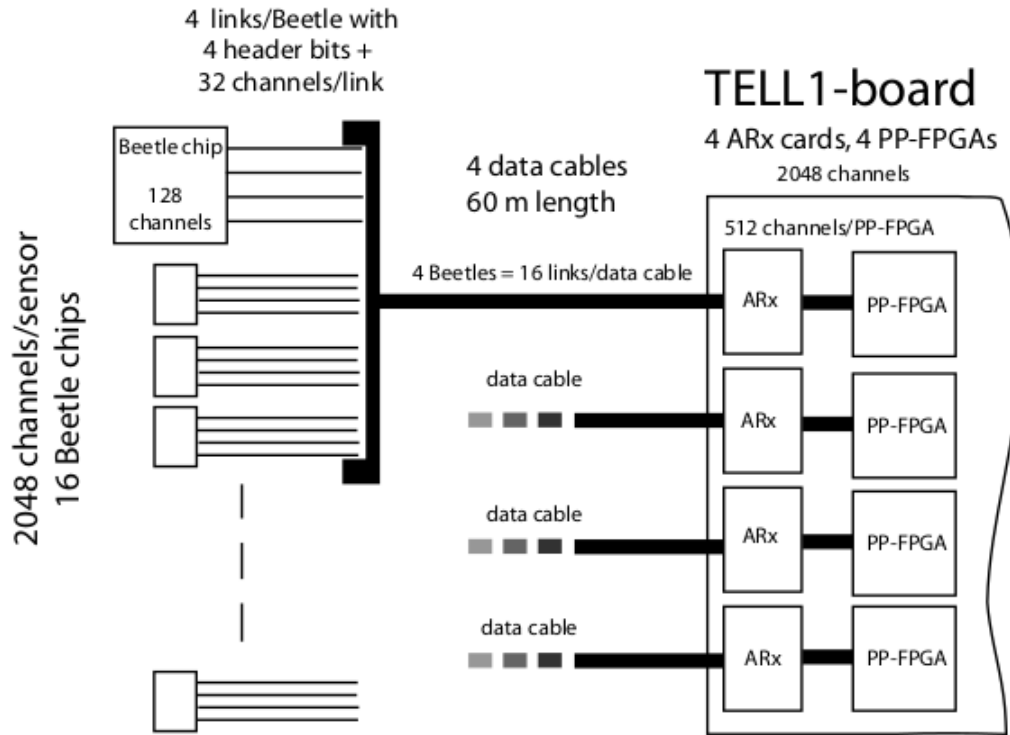 4 links/Beetle with
4 header bits +
32 channels/link
TELL1-board
4 ARx cards, 4 PP-FPGAs
2048 channels
Beetle chip
128
channels
4 data cables
60 m length
512 channels/PP-FPGA
4 Beetles = 16 links/data cable
ARx
PP-FPGA
data cable
ARx
PP-FPGA
data cable
ARx
PP-FPGA
data cable
ARx
PP-FPGA
2048 channels/sensor
16 Beetle chips